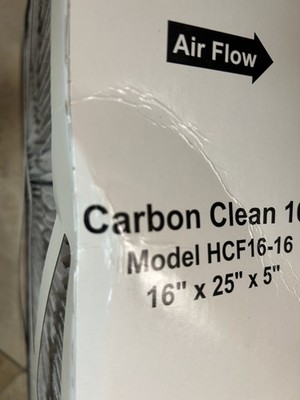 Air Flow
Carbon Clean 16
Model HCF16-16
16" x 25" x 5"